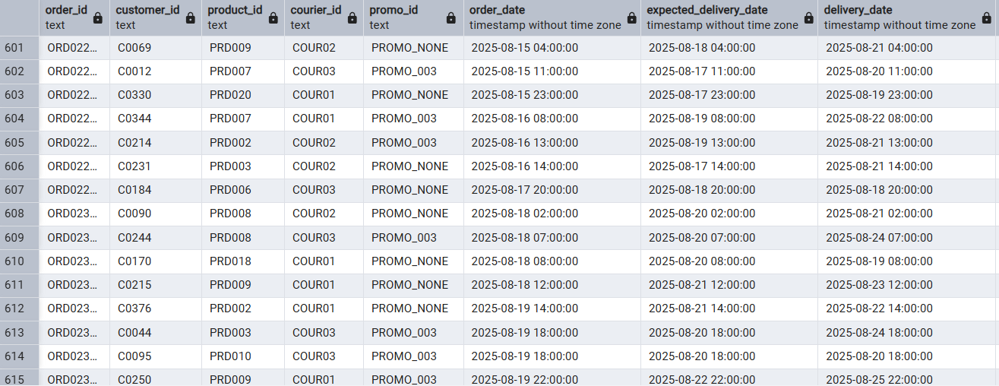 order_id customer_id product_id courier_id promo_id order_date expected_delivery_date delivery_date
text text text text text timestamp without time zone timestamp without time zone timestamp without time zone
601 ORD022... C0069 PRD009 COUR02 PROMO_NONE 2025-08-15 04:00:00 2025-08-18 04:00:00 2025-08-21 04:00:00
602 ORD022... C0012 PRD007 COUR03 PROMO_003 2025-08-15 11:00:00 2025-08-17 11:00:00 2025-08-20 11:00:00
603 ORD022... C0330 PRD020 COUR01 PROMO_NONE 2025-08-15 23:00:00 2025-08-17 23:00:00 2025-08-19 23:00:00
604 ORD022... C0344 PRD007 COUR01 PROMO_003 2025-08-16 08:00:00 2025-08-19 08:00:00 2025-08-22 08:00:00
605 ORD022... C0214 PRD002 COUR02 PROMO_003 2025-08-16 13:00:00 2025-08-19 13:00:00 2025-08-21 13:00:00
606 ORD022... C0231 PRD003 COUR02 PROMO_NONE 2025-08-16 14:00:00 2025-08-17 14:00:00 2025-08-21 14:00:00
607 ORD022... C0184 PRD006 COUR03 PROMO_NONE 2025-08-17 20:00:00 2025-08-18 20:00:00 2025-08-18 20:00:00
608 ORD023... C0090 PRD008 COUR02 PROMO_NONE 2025-08-18 02:00:00 2025-08-20 02:00:00 2025-08-21 02:00:00
609 ORD023... C0244 PRD008 COUR03 PROMO_003 2025-08-18 07:00:00 2025-08-20 07:00:00 2025-08-24 07:00:00
610 ORD023... C0170 PRD018 COUR01 PROMO_NONE 2025-08-18 08:00:00 2025-08-20 08:00:00 2025-08-19 08:00:00
611 ORD023... C0215 PRD009 COUR01 PROMO_NONE 2025-08-18 12:00:00 2025-08-21 12:00:00 2025-08-23 12:00:00
612 ORD023... C0376 PRD002 COUR01 PROMO_NONE 2025-08-19 14:00:00 2025-08-21 14:00:00 2025-08-22 14:00:00
613 ORD023... C0044 PRD003 COUR03 PROMO_003 2025-08-19 18:00:00 2025-08-20 18:00:00 2025-08-24 18:00:00
614 ORD023... C0095 PRD010 COUR03 PROMO_003 2025-08-19 18:00:00 2025-08-20 18:00:00 2025-08-20 18:00:00
615 ORD023... C0250 PRD009 COUR01 PROMO_003 2025-08-19 22:00:00 2025-08-22 22:00:00 2025-08-25 22:00:00